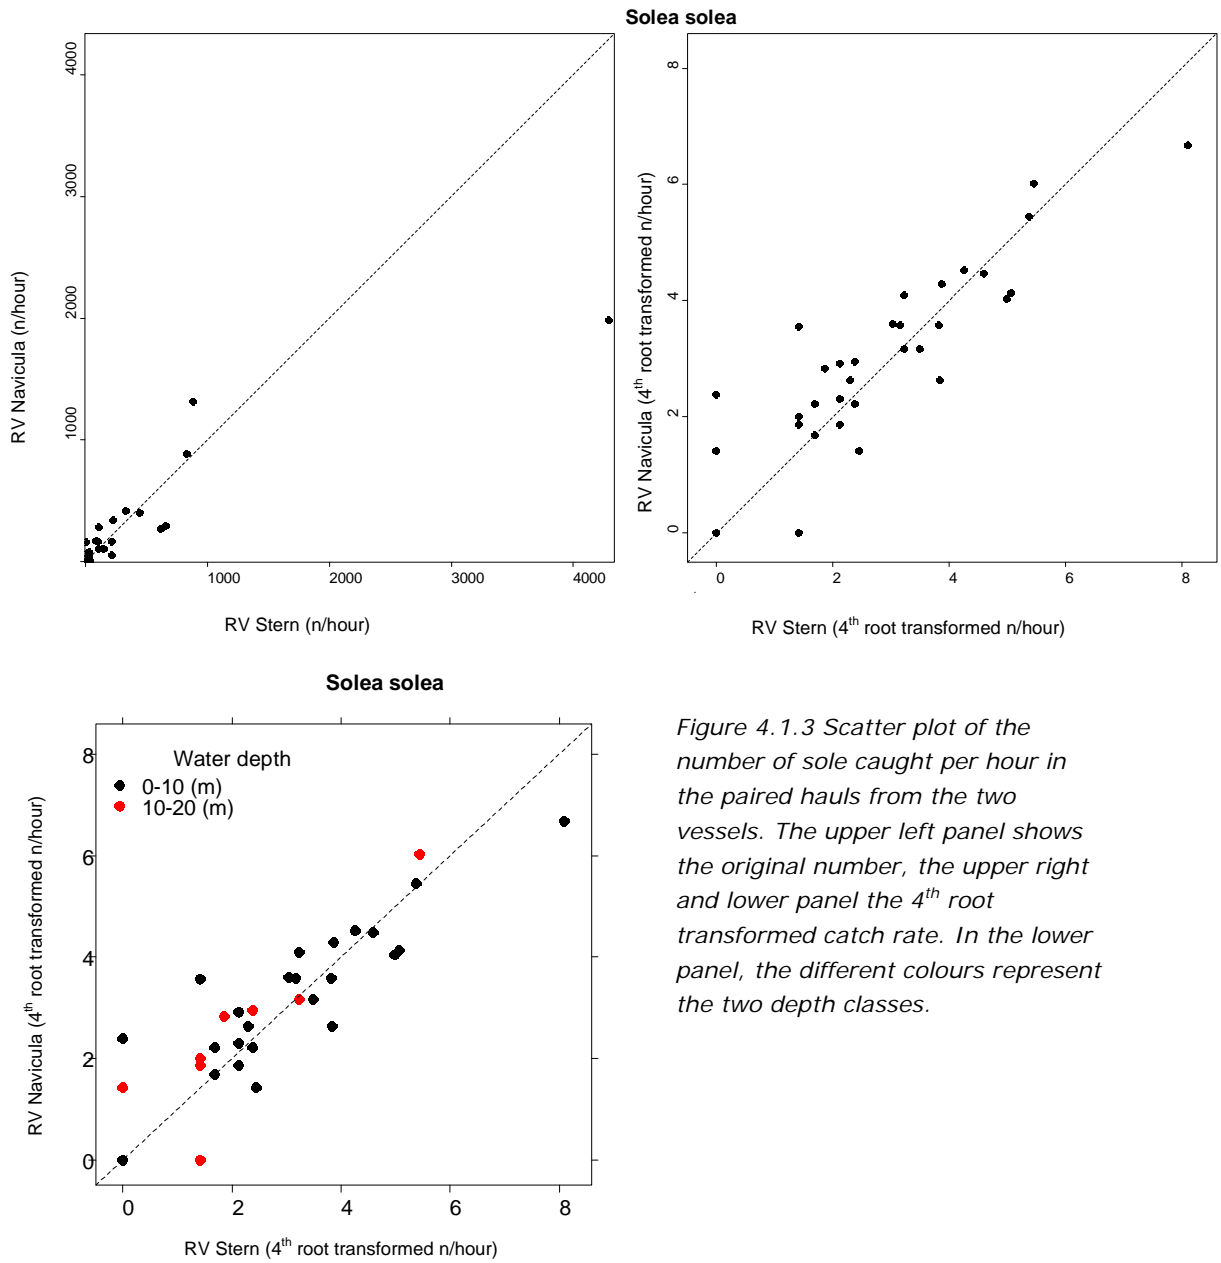 Solea solea
4000
3000
2000
1000
RV Navicula (n/hour)
1000 2000 3000 4000
RV Stern (n/hour)
8
6
4
2
0
RV Navicula (4th root transformed n/hour)
0 2 4 6 8
RV Stern (4th root transformed n/hour)
Solea solea
Water depth
0-10 (m)
10-20 (m)
8
6
4
2
0
RV Navicula (4th root transformed n/hour)
0 2 4 6 8
RV Stern (4th root transformed n/hour)
Figure 4.1.3 Scatter plot of the
number of sole caught per hour in
the paired hauls from the two
vessels. The upper left panel shows
the original number, the upper right
and lower panel the 4th root
transformed catch rate. In the lower
panel, the different colours represent
the two depth classes.